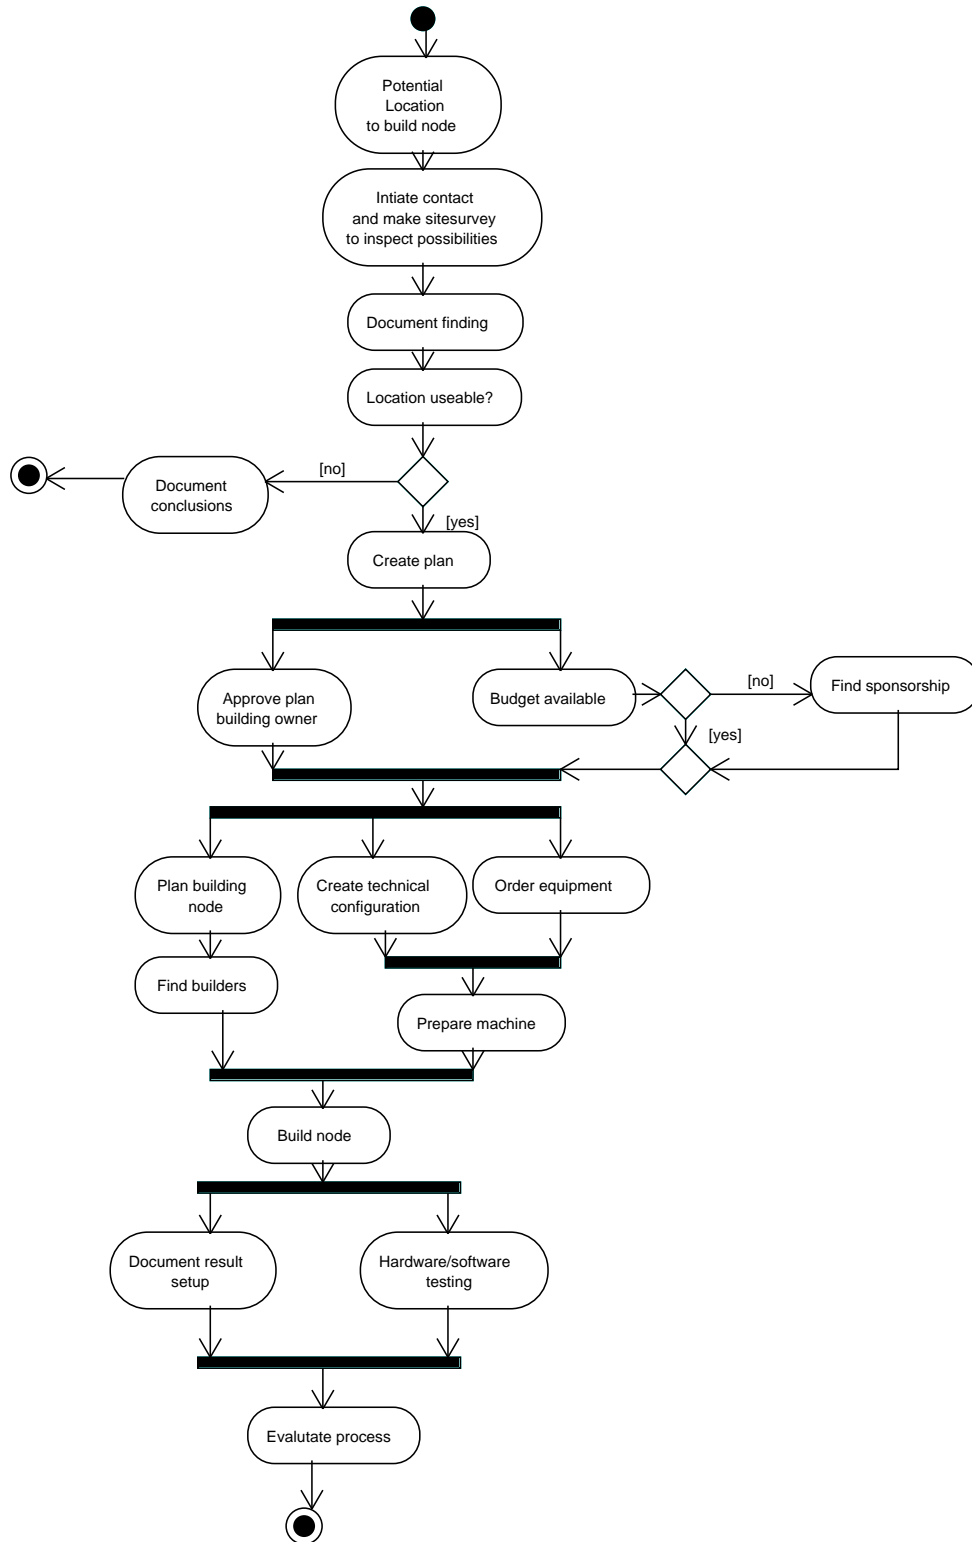 Potential
Location
to build node
Intiate contact
and make sitesurvey
to inspect possibilities
Document finding
Location useable?
[no]
Document
conclusions
[yes]
Create plan
Approve plan
building owner
Budget available
[no]
Find sponsorship
[yes]
Plan building
node
Create technical
configuration
Order equipment
Find builders
Prepare machine
Build node
Document result
setup
Hardware/software
testing
Evalutate process